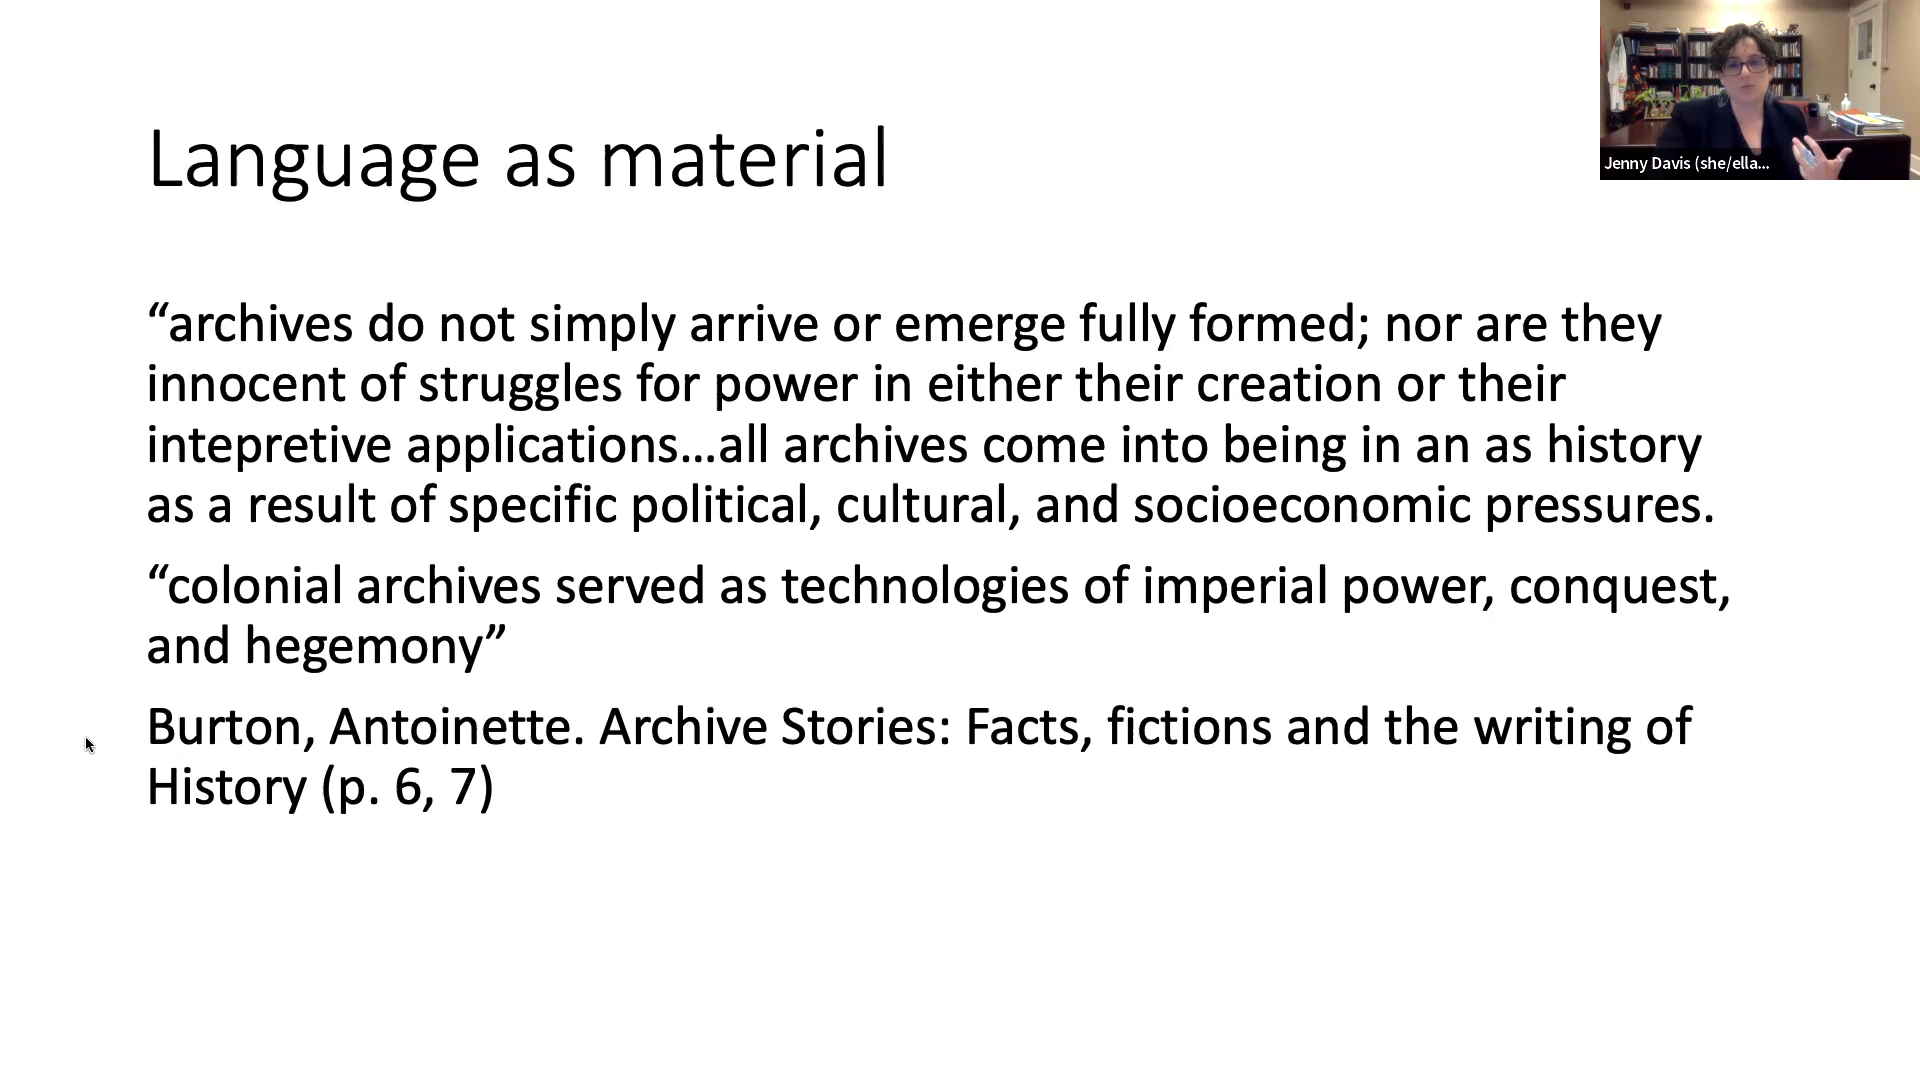 Language as material
Jenny Davis (she/ella...
“archives do not simply arrive or emerge fully formed; nor are they
innocent of struggles for power in either their creation or their
intepretive applications…all archives come into being in an as history
as a result of specific political, cultural, and socioeconomic pressures.
“colonial archives served as technologies of imperial power, conquest,
and hegemony”
Burton, Antoinette. Archive Stories: Facts, fictions and the writing of
History (p. 6, 7)